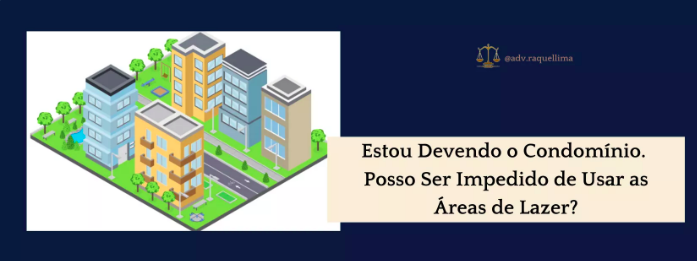 @adv.raquellima
Estou Devendo o Condomínio.
Posso Ser Impedido de Usar as
Áreas de Lazer?